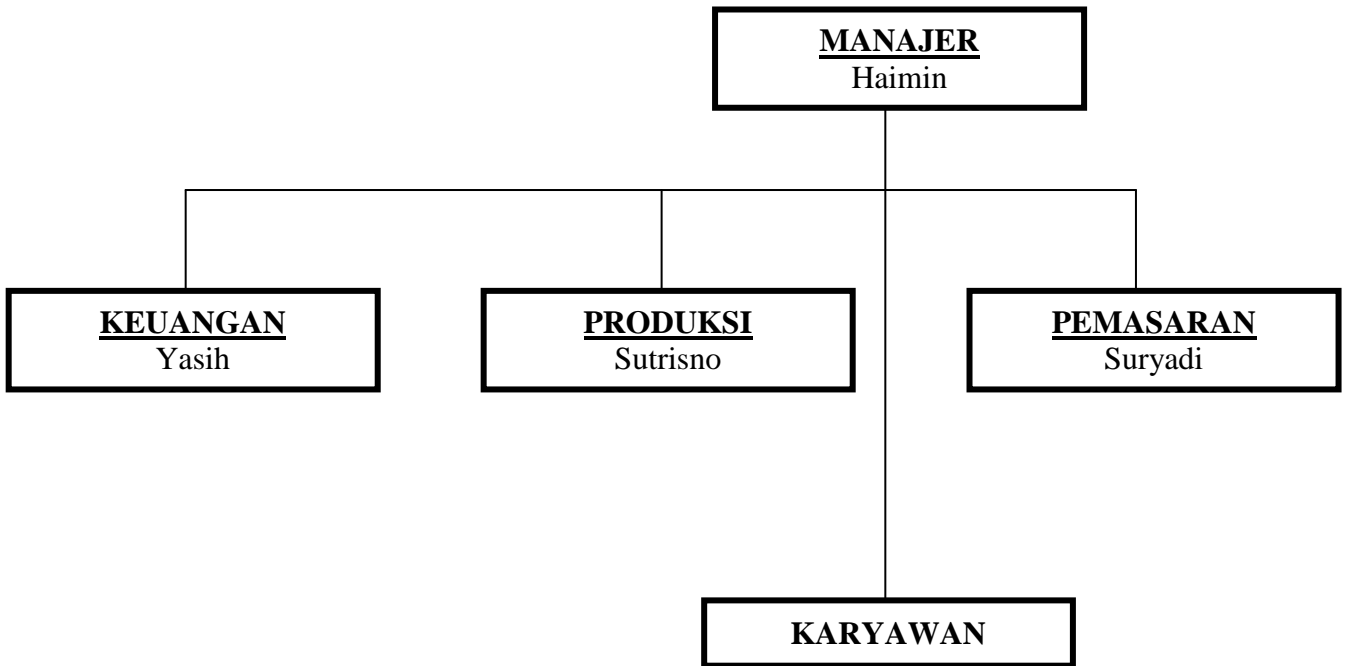 MANAJER
Haimin
KEUANGAN
Yasih
PRODUKSI
Sutrisno
PEMASARAN
Suryadi
KARYAWAN